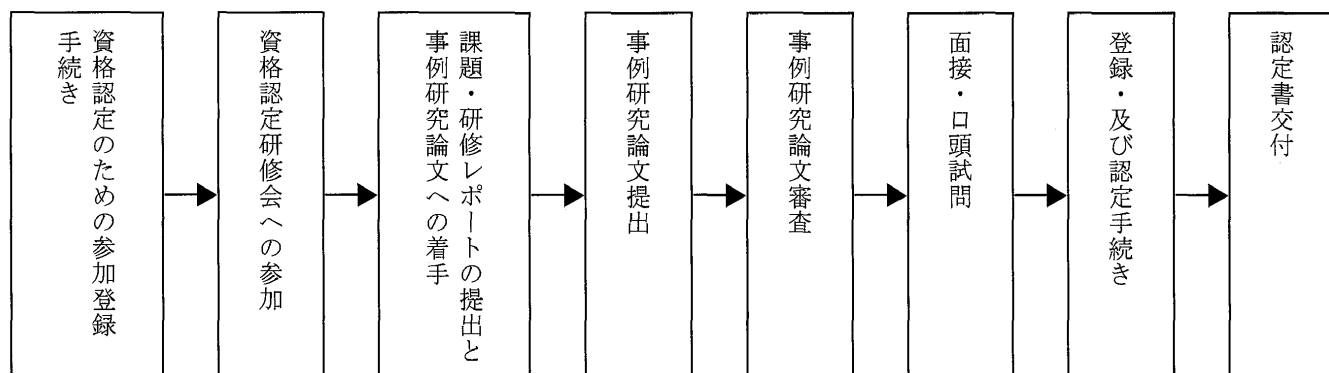 資格認定のための参加登録
手続き
資格認定研修会への参加
課題・研修レポートの提出と
事例研究論文への着手
事例研究論文提出
事例研究論文審査
面接・口頭試問
登録・及び認定手続き
認定書交付